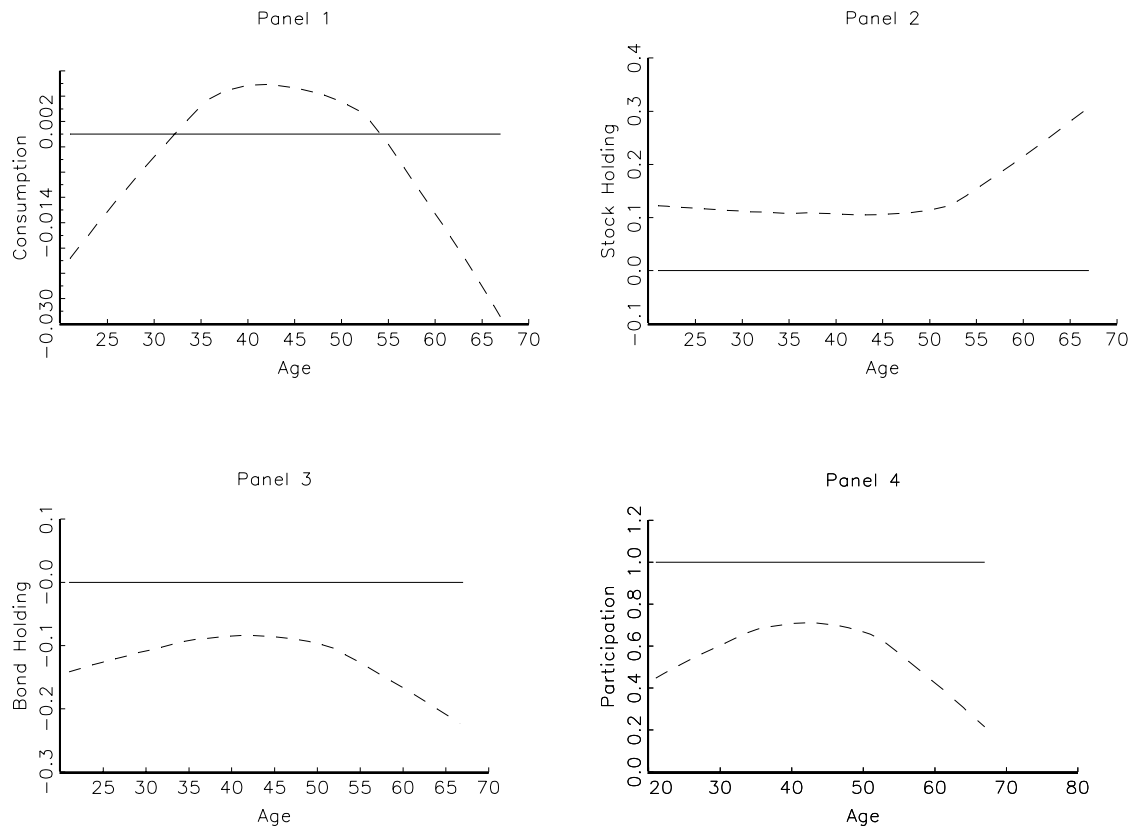 Panel 1
Consumption
0.002
−0.014
−0.030
25 30 35 40 45 50 55 60 65 70
Age
Panel 2
Stock Holding
0.4
0.3
0.2
0.1
0.0
−0.1
25 30 35 40 45 50 55 60 65 70
Age
Panel 3
Bond Holding
0.1
−0.0
−0.1
−0.2
−0.3
25 30 35 40 45 50 55 60 65 70
Age
Panel 4
Participation
1.2
1.0
0.8
0.6
0.4
0.2
0.0
20 30 40 50 60 70 80
Age